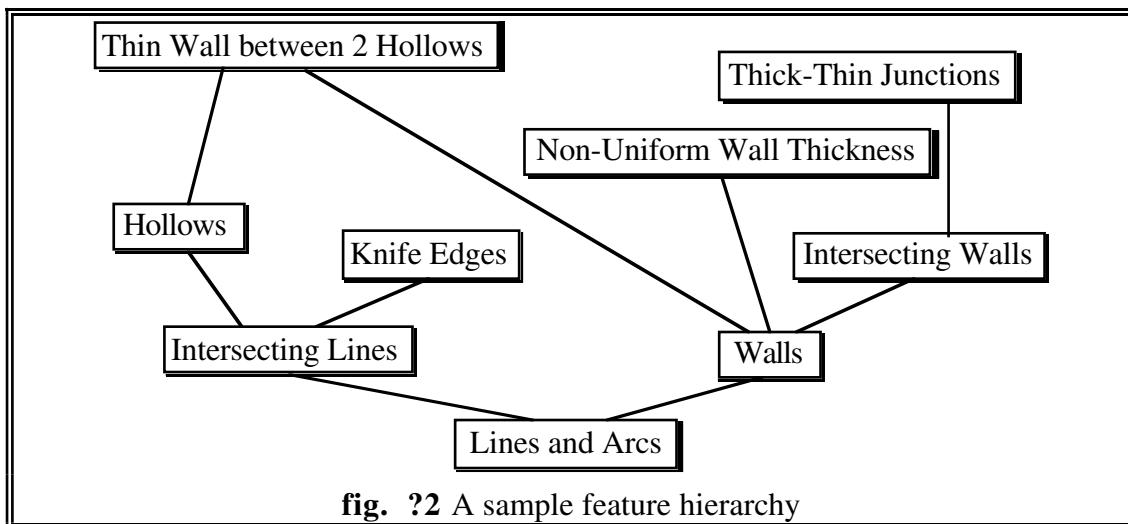 Thin Wall between 2 Hollows
Thick-Thin Junctions
Non-Uniform Wall Thickness
Hollows
Knife Edges
Intersecting Walls
Intersecting Lines
Walls
Lines and Arcs
fig. ?2 A sample feature hierarchy